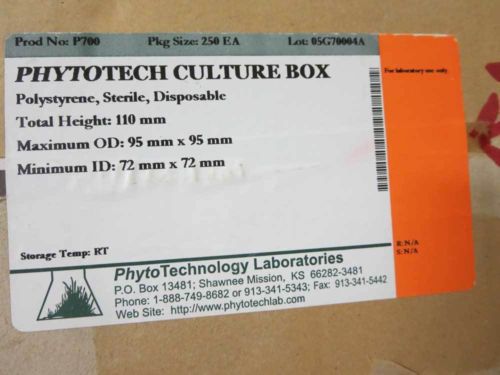 Prod No: P700 Pkg Size: 250 EA Lot: 05G70004A
PHYTOTECH CULTURE BOX
For laboratory use only.
Polystyrene, Sterile, Disposable
Total Height: 110 mm
Maximum OD: 95 mm x 95 mm
Minimum ID: 72 mm x 72 mm
R: N/A
S: N/A
Storage Temp: RT
PhytoTechnology Laboratories
P.O. Box 13481; Shawnee Mission, KS 66282-3481
Phone: 1-888-749-8682 or 913-341-5343; Fax: 913-341-5442
Web Site: http://www.phytotechlab.com